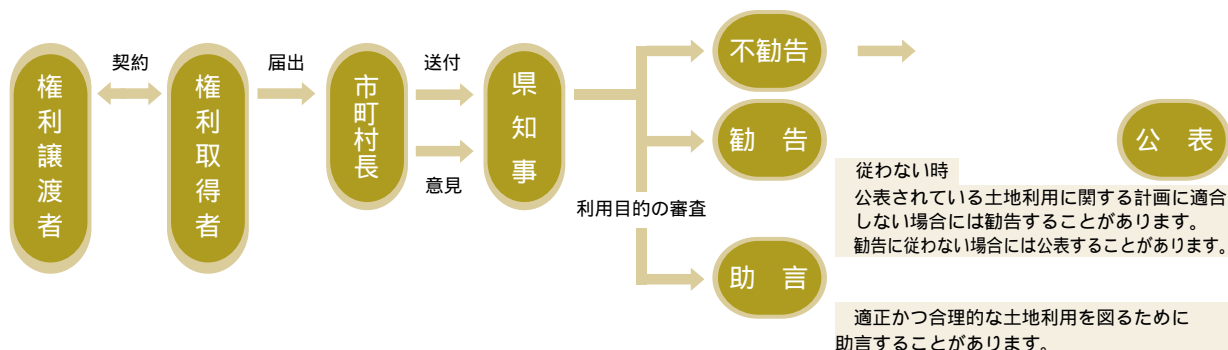 権利譲渡者
契約
権利取得者
届出
市町村長
送付
意見
県知事
利用目的の審査
不勧告
勧　告
従わない時
公表
公表されている土地利用に関する計画に適合
しない場合には勧告することがあります。
勧告に従わない場合には公表することがあります。
助　言
適正かつ合理的な土地利用を図るために
助言することがあります。